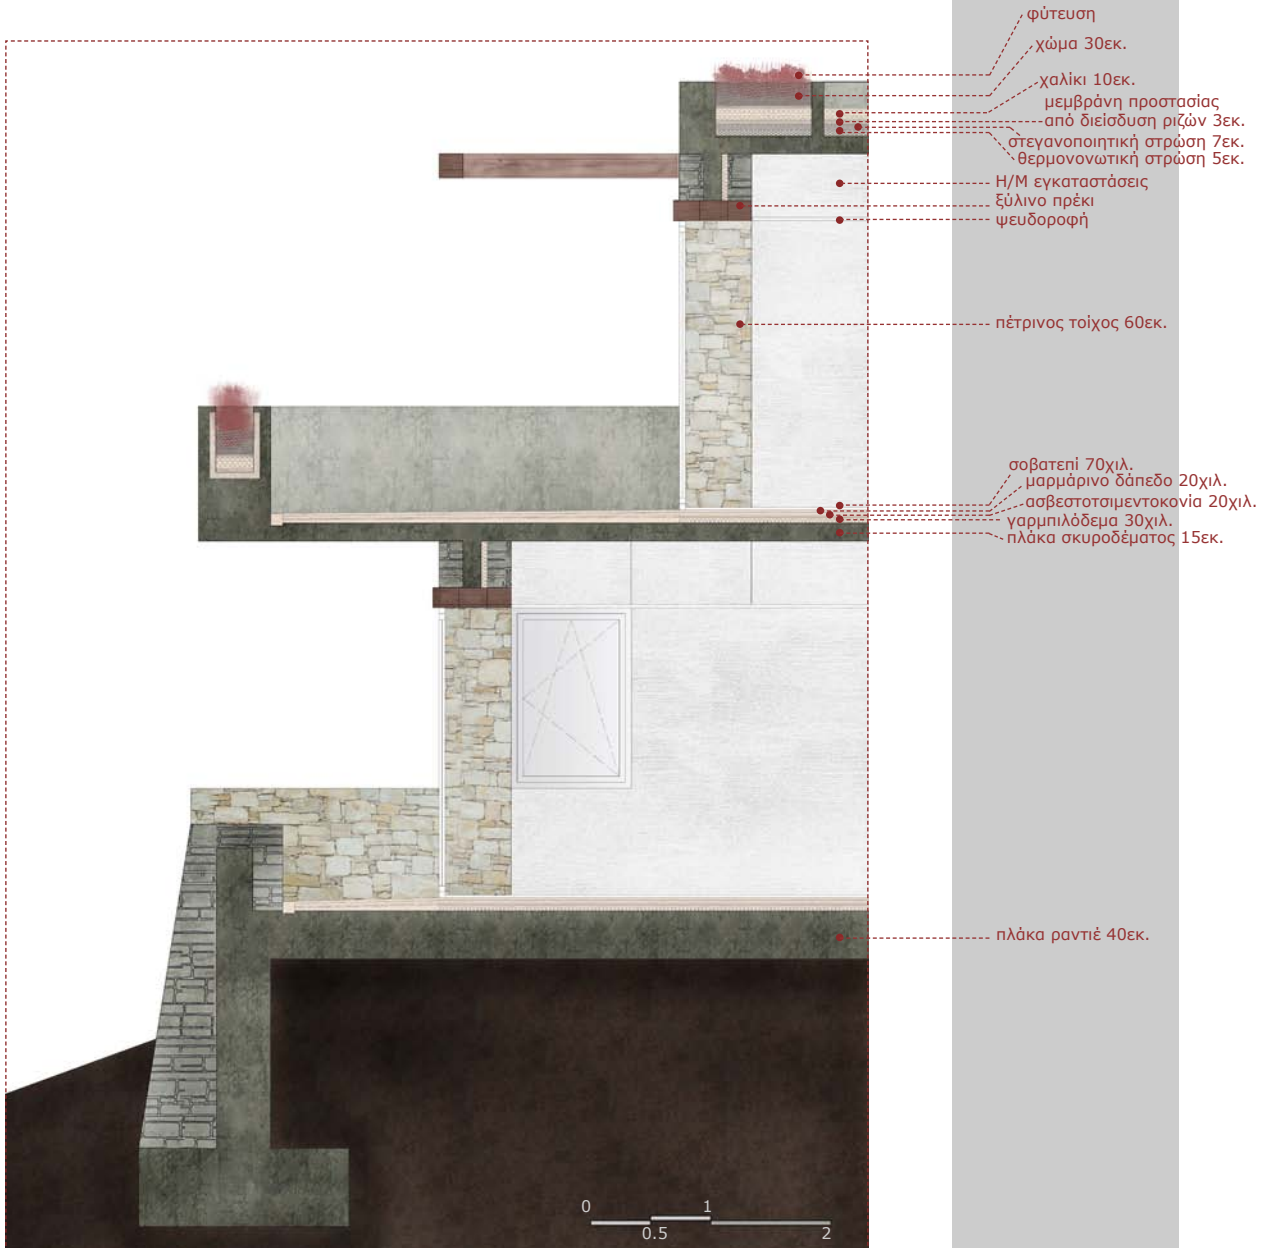 φύτευση
χώμα 30εκ.
χαλίκι 10εκ.
μεμβράνη προστασίας
από διείσδυση ριζών 3εκ.
στεγανοποιητική στρώση 7εκ.
θερμονονωτική στρώση 5εκ.
Η/Μ εγκαταστάσεις
ξύλινο πρέκι
ψευδοροφή
πέτρινος τοίχος 60εκ.
σοβατεπί 70χιλ.
μαρμάρινο δάπεδο 20χιλ.
ασβεστοτσιμεντοκονία 20χιλ.
γαρμπιλόδεμα 30χιλ.
πλάκα σκυροδέματος 15εκ.
πλάκα ραντιέ 40εκ.
0 1
0.5 2